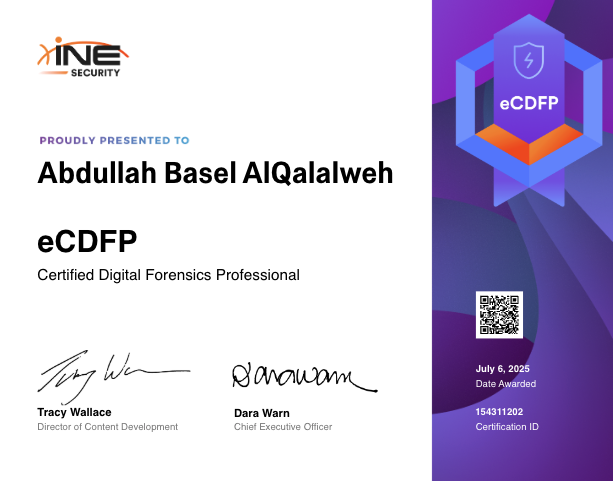 INE
SECURITY
PROUDLY PRESENTED TO
Abdullah Basel AlQalalweh
eCDFP
Certified Digital Forensics Professional
Tracy Wallace
Director of Content Development
Dara Warn
Chief Executive Officer
eCDFP
July 6, 2025
Date Awarded
154311202
Certification ID